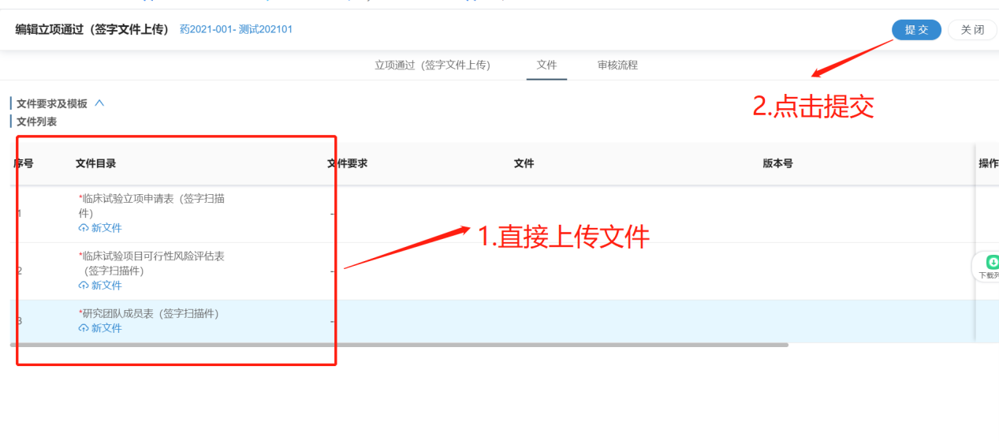 编辑立项通过（签字文件上传） 药2021-001- 测试202101 提交 关闭
立项通过（签字文件上传） 文件 审核流程
2.点击提交
文件要求及模板
文件列表
序号 文件目录 文件要求 文件 版本号 操作
1 *临床试验立项申请表（签字扫描
件） --
新文件
1.直接上传文件
*临床试验项目可行性风险评估表
2 （签字扫描件） --
新文件
下载
3 *研究团队成员表（签字扫描件） --
新文件